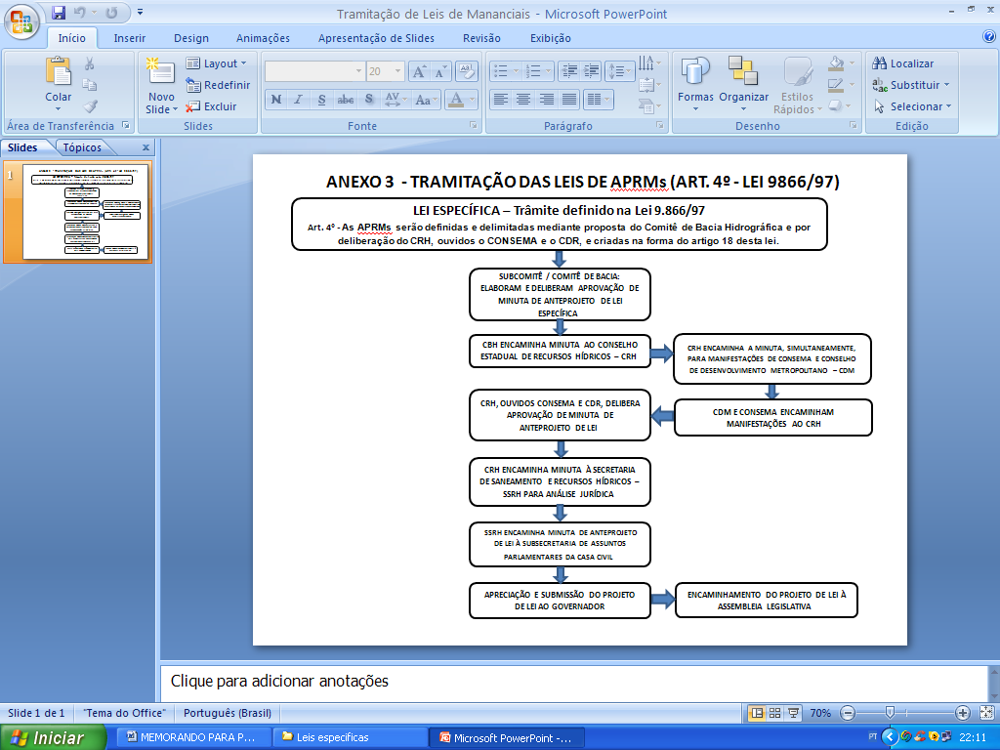 Tramitação de Leis de Mananciais - Microsoft PowerPoint
Início Inserir Design Animações Apresentação de Slides Revisão Exibição
Colar
Área de Transferência
Novo
Slide
Layout
Redefinir
Excluir
Slides
20
A A
N I S abc S AV Aa A
Fonte
Parágrafo
Formas Organizar Estilos
Rápidos
Desenho
Localizar
Substituir
Selecionar
Edição
Slides Tópicos x
1
ANEXO 3 - TRAMITAÇÃO DAS LEIS DE APRMs (ART. 4º - LEI 9866/97)
LEI ESPECÍFICA – Trâmite definido na Lei 9.866/97
Art. 4º - As APRMs serão definidas e delimitadas mediante proposta do Comitê de Bacia Hidrográfica e por
deliberação do CRH, ouvidos o CONSEMA e o CDR, e criadas na forma do artigo 18 desta lei.
SUBCOMITÊ / COMITÊ DE BACIA:
ELABORAM E DELIBERAM APROVAÇÃO DE
MINUTA DE ANTEPROJETO DE LEI
ESPECÍFICA
CBH ENCAMINHA MINUTA AO CONSELHO
ESTADUAL DE RECURSOS HÍDRICOS – CRH
CRH ENCAMINHA A MINUTA, SIMULTANEAMENTE,
PARA MANIFESTAÇÕES DE CONSEMA E CONSELHO
DE DESENVOLVIMENTO METROPOLITANO – CDM
CDM E CONSEMA ENCAMINHAM
MANIFESTAÇÕES AO CRH
CRH, OUVIDOS CONSEMA E CDR, DELIBERA
APROVAÇÃO DE MINUTA DE
ANTEPROJETO DE LEI
CRH ENCAMINHA MINUTA À SECRETARIA
DE SANEAMENTO E RECURSOS HÍDRICOS –
SSRH PARA ANÁLISE JURÍDICA
SSRH ENCAMINHA MINUTA DE ANTEPROJETO
DE LEI À SUBSECRETARIA DE ASSUNTOS
PARLAMENTARES DA CASA CIVIL
APRECIAÇÃO E SUBMISSÃO DO PROJETO
DE LEI AO GOVERNADOR
ENCAMINHAMENTO DO PROJETO DE LEI À
ASSEMBLEIA LEGISLATIVA
Clique para adicionar anotações
Slide 1 de 1 "Tema do Office" Português (Brasil) 70%
Iniciar MEMORANDO PARA P... Leis especificas Microsoft PowerPoint -... PT 22:11